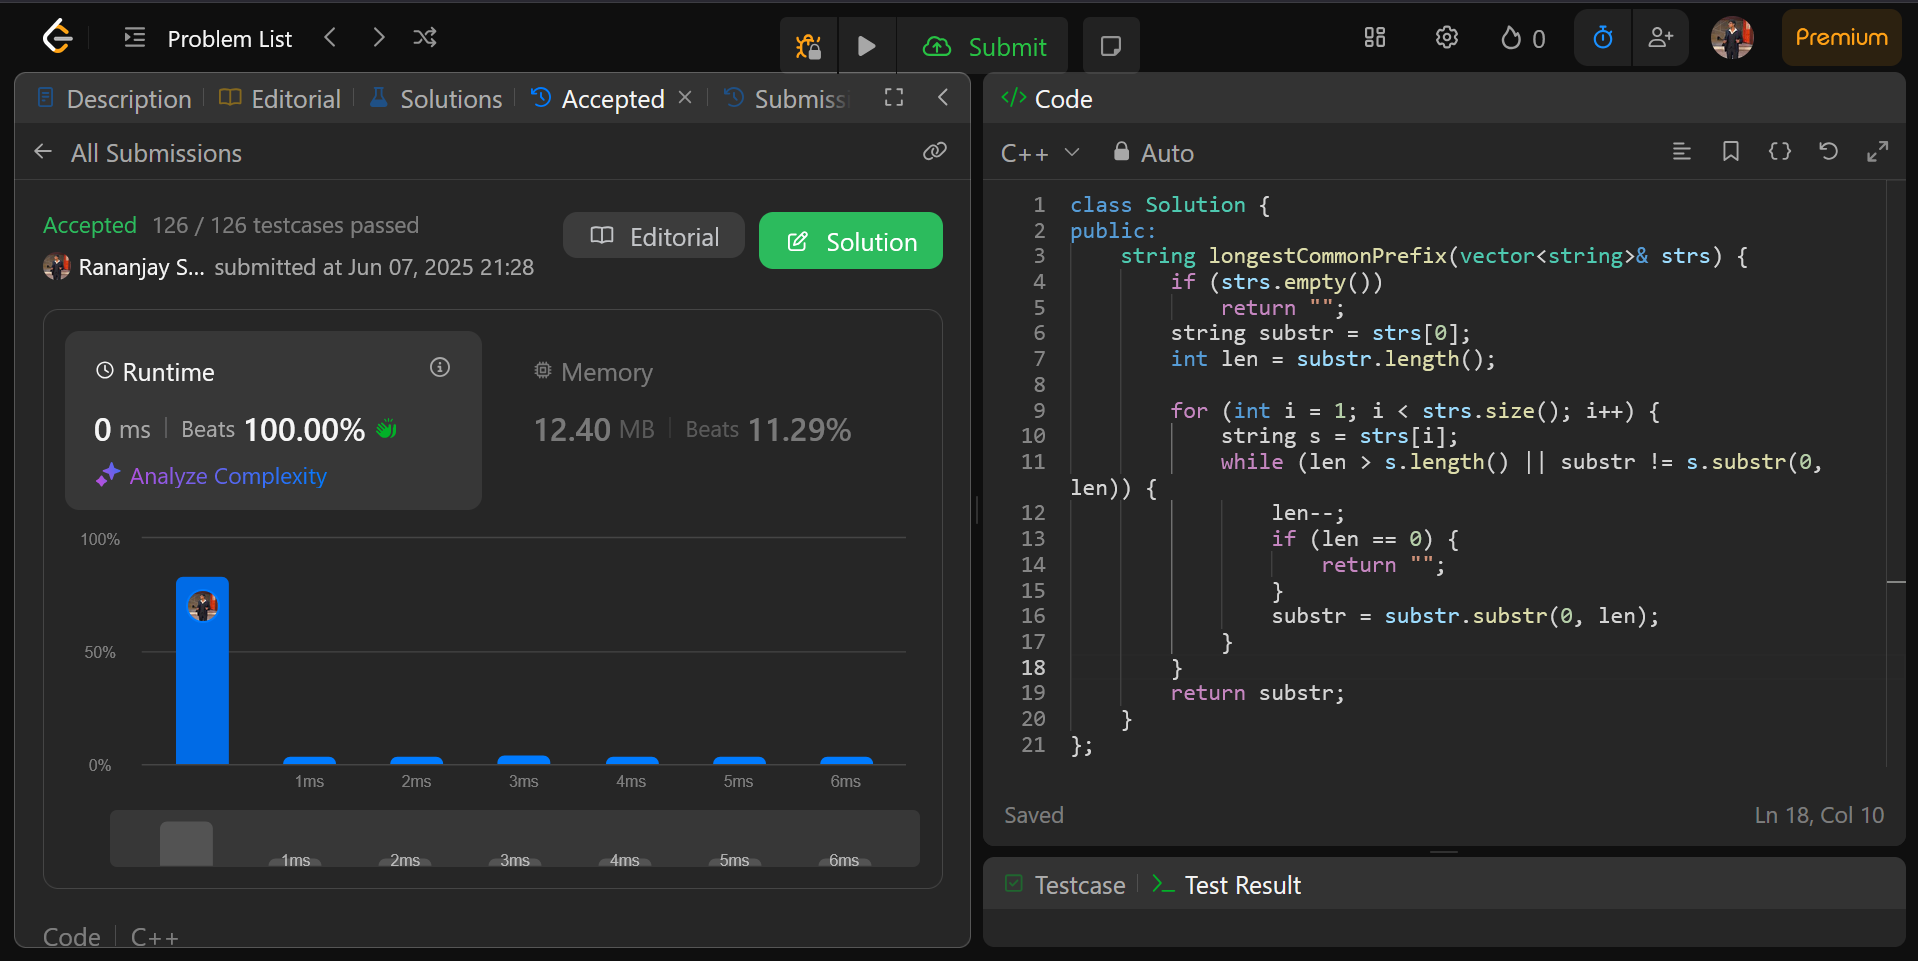 Problem List
Submit
0
Premium
Description
Editorial
Solutions
Accepted
Submiss
All Submissions
Accepted 126 / 126 testcases passed
Rananjay S... submitted at Jun 07, 2025 21:28
Editorial
Solution
Runtime
0 ms Beats 100.00%
Analyze Complexity
Memory
12.40 MB Beats 11.29%
100%
50%
0%
1ms 2ms 3ms 4ms 5ms 6ms
1ms 2ms 3ms 4ms 5ms 6ms
Code C++
</> Code
C++ Auto
1 class Solution {
2 public:
3     string longestCommonPrefix(vector<string>& strs) {
4         if (strs.empty())
5             return "";
6         string substr = strs[0];
7         int len = substr.length();
8
9         for (int i = 1; i < strs.size(); i++) {
10             string s = strs[i];
11             while (len > s.length() || substr != s.substr(0,
len)) {
12                 len--;
13                 if (len == 0) {
14                     return "";
15                 }
16                 substr = substr.substr(0, len);
17             }
18         }
19         return substr;
20     }
21 };
Saved
Ln 18, Col 10
Testcase
Test Result